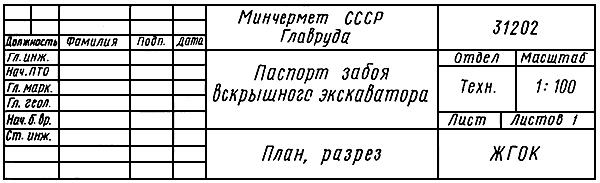 Минчермет СССР
Главруда
31202
Должность Фамилия Подп. Дата
Гл. инж.
Нач. ПТО
Гл. марк.
Гл. геол.
Нач. б. вр.
Ст. инж.
Паспорт забоя
вскрышного экскаватора
Отдел Масштаб
Техн. 1:100
Лист Листов 1
План, разрез
ЖГОК